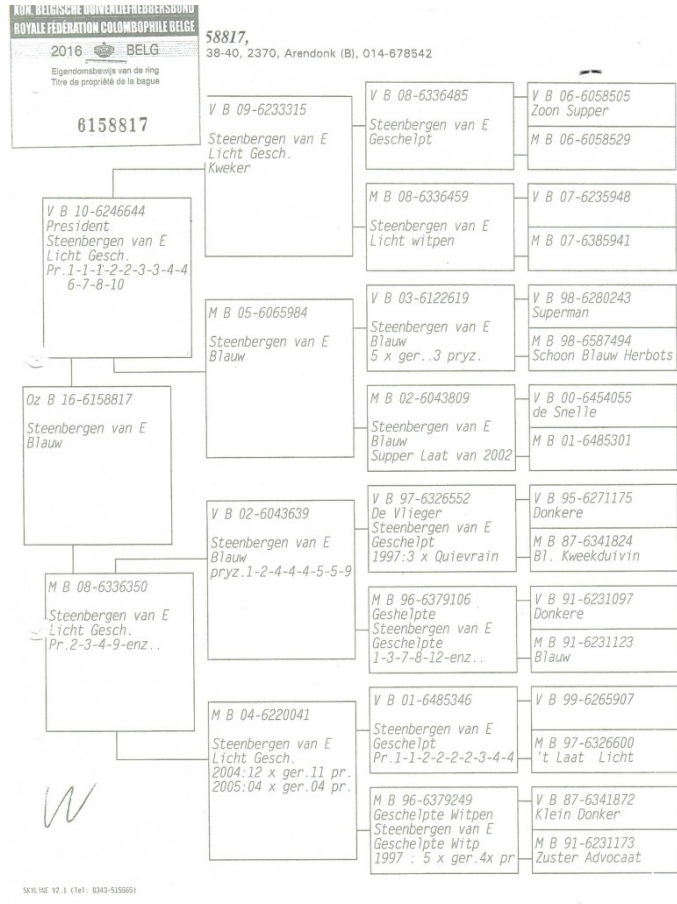 KON. BELGISCHE DUIVENLIEFHEBBERSBOND
ROYALE FÉDÉRATION COLOMBOPHILE BELGE
2016 BELG
Eigendomsbewijs van de ring
Titre de propriété de la bague
6158817
58817,
38-40, 2370, Arendonk (B), 014-678542
Oz B 16-6158817
Steenbergen van E
Blauw
V B 10-6246644
President
Steenbergen van E
Licht Gesch.
Pr.1-1-1-2-2-3-3-4-4
6-7-8-10
M B 08-6336350
Steenbergen van E
Licht Gesch.
Pr.2-3-4-9-enz..
V B 09-6233315
Steenbergen van E
Licht Gesch.
Kweker
M B 05-6065984
Steenbergen van E
Blauw
V B 02-6043639
Steenbergen van E
Blauw
pryz.1-2-4-4-4-5-5-9
M B 04-6220041
Steenbergen van E
Licht Gesch.
2004:12 x ger.11 pr.
2005:04 x ger.04 pr.
V B 08-6336485
Steenbergen van E
Geschelpt
M B 08-6336459
Steenbergen van E
Licht witpen
V B 03-6122619
Steenbergen van E
Blauw
5 x ger..3 pryz.
M B 02-6043809
Steenbergen van E
Blauw
Supper Laat van 2002
V B 97-6326552
De Vlieger
Steenbergen van E
Geschelpt
1997:3 x Quievrain
M B 96-6379106
Geshelpte
Steenbergen van E
Geschelpte
1-3-7-8-12-enz..
V B 01-6485346
Steenbergen van E
Geschelpt
Pr.1-1-2-2-2-2-3-4-4
M B 96-6379249
Geschelpte Witpen
Steenbergen van E
Geschelpte Witp
1997 : 5 x ger.4x pr
V B 06-6058505
Zoon Supper
M B 06-6058529
V B 07-6235948
M B 07-6385941
V B 98-6280243
Superman
M B 98-6587494
Schoon Blauw Herbots
V B 00-6454055
de Snelle
M B 01-6485301
V B 95-6271175
Donkere
M B 87-6341824
Bl. Kweekduivin
V B 91-6231097
Donkere
M B 91-6231123
Blauw
V B 99-6265907
M B 97-6326600
't Laat Licht
V B 87-6341872
Klein Donker
M B 91-6231173
Zuster Advocaat
SKYLINE V2.1 (Tel: 0343-515665)